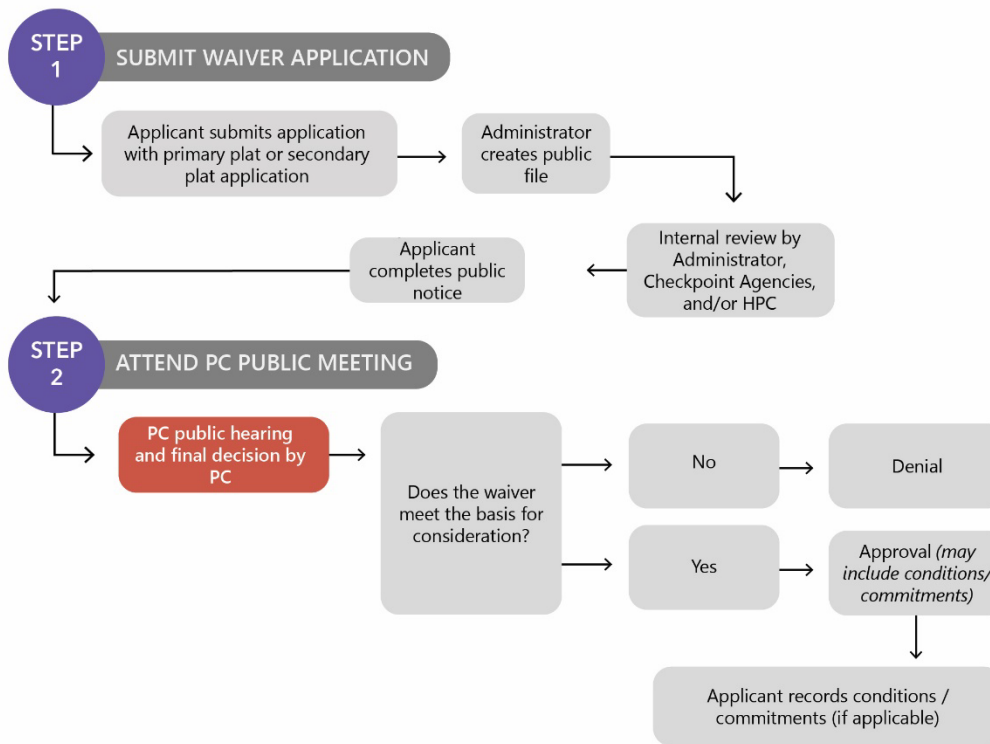 STEP
1
SUBMIT WAIVER APPLICATION
Applicant submits application
with primary plat or secondary
plat application
Administrator
creates public
file
Internal review by
Administrator,
Checkpoint Agencies,
and/or HPC
Applicant
completes public
notice
STEP
2
ATTEND PC PUBLIC MEETING
PC public hearing
and final decision by
PC
Does the waiver
meet the basis for
consideration?
No
Denial
Yes
Approval (may
include conditions/
commitments)
Applicant records conditions /
commitments (if applicable)